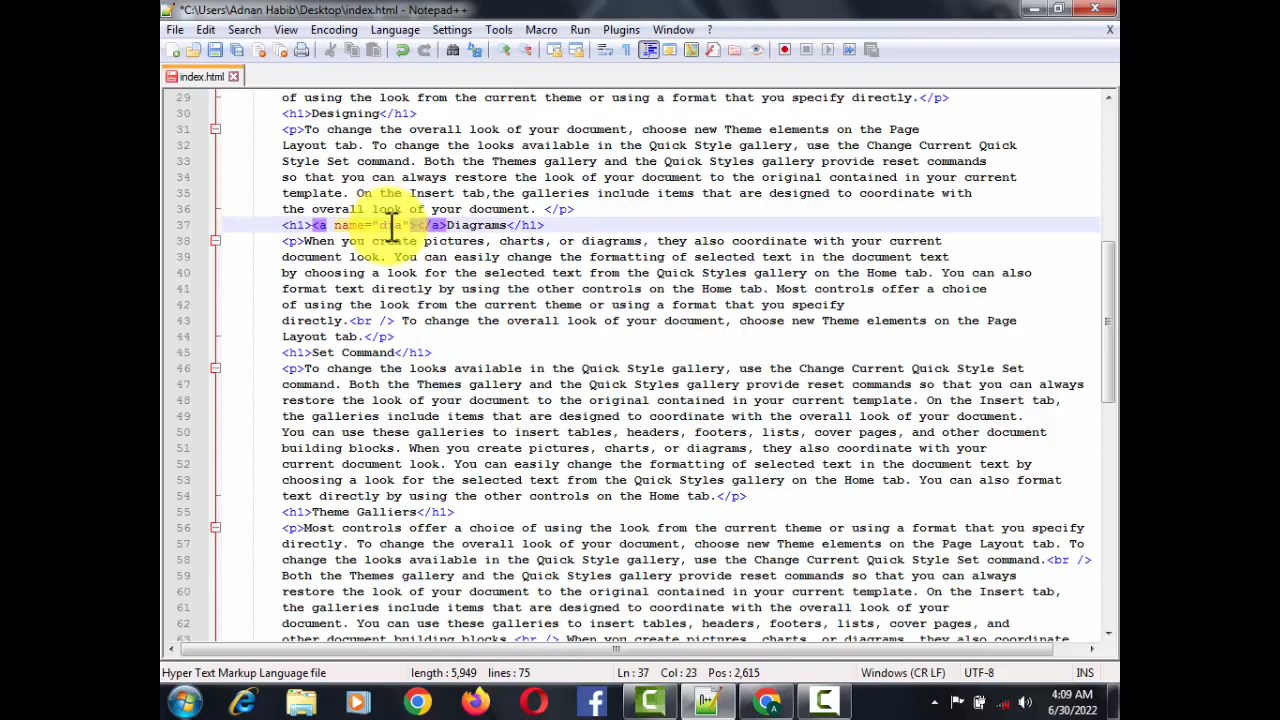 *C:\Users\Adnan Habib\Desktop\index.html - Notepad++
File Edit Search View Encoding Language Settings Tools Macro Run Plugins Window ? X
index.html
29 of using the look from the current theme or using a format that you specify directly.</p>
30 <h1>Designing</h1>
31 <p>To change the overall look of your document, choose new Theme elements on the Page
32 Layout tab. To change the looks available in the Quick Style gallery, use the Change Current Quick
33 Style Set command. Both the Themes gallery and the Quick Styles gallery provide reset commands
34 so that you can always restore the look of your document to the original contained in your current
35 template. On the Insert tab,the galleries include items that are designed to coordinate with
36 the overall look of your document. </p>
37 <h1><a name="dia"></a>Diagrams</h1>
38 <p>When you create pictures, charts, or diagrams, they also coordinate with your current
39 document look. You can easily change the formatting of selected text in the document text
40 by choosing a look for the selected text from the Quick Styles gallery on the Home tab. You can also
41 format text directly by using the other controls on the Home tab. Most controls offer a choice
42 of using the look from the current theme or using a format that you specify
43 directly.<br /> To change the overall look of your document, choose new Theme elements on the Page
44 Layout tab.</p>
45 <h1>Set Command</h1>
46 <p>To change the looks available in the Quick Style gallery, use the Change Current Quick Style Set
47 command. Both the Themes gallery and the Quick Styles gallery provide reset commands so that you can always
48 restore the look of your document to the original contained in your current template. On the Insert tab,
49 the galleries include items that are designed to coordinate with the overall look of your document.
50 You can use these galleries to insert tables, headers, footers, lists, cover pages, and other document
51 building blocks. When you create pictures, charts, or diagrams, they also coordinate with your
52 current document look. You can easily change the formatting of selected text in the document text by
53 choosing a look for the selected text from the Quick Styles gallery on the Home tab. You can also format
54 text directly by using the other controls on the Home tab.</p>
55 <h1>Theme Galliers</h1>
56 <p>Most controls offer a choice of using the look from the current theme or using a format that you specify
57 directly. To change the overall look of your document, choose new Theme elements on the Page Layout tab. To
58 change the looks available in the Quick Style gallery, use the Change Current Quick Style Set command.<br />
59 Both the Themes gallery and the Quick Styles gallery provide reset commands so that you can always
60 restore the look of your document to the original contained in your current template. On the Insert tab,
61 the galleries include items that are designed to coordinate with the overall look of your
62 document. You can use these galleries to insert tables, headers, footers, lists, cover pages, and
63 other document building blocks.<br /> When you create pictures, charts, or diagrams, they also coordinate
Hyper Text Markup Language file length : 5,949 lines : 75 Ln : 37 Col : 23 Pos : 2,615 Windows (CR LF) UTF-8 INS
4:09 AM
6/30/2022